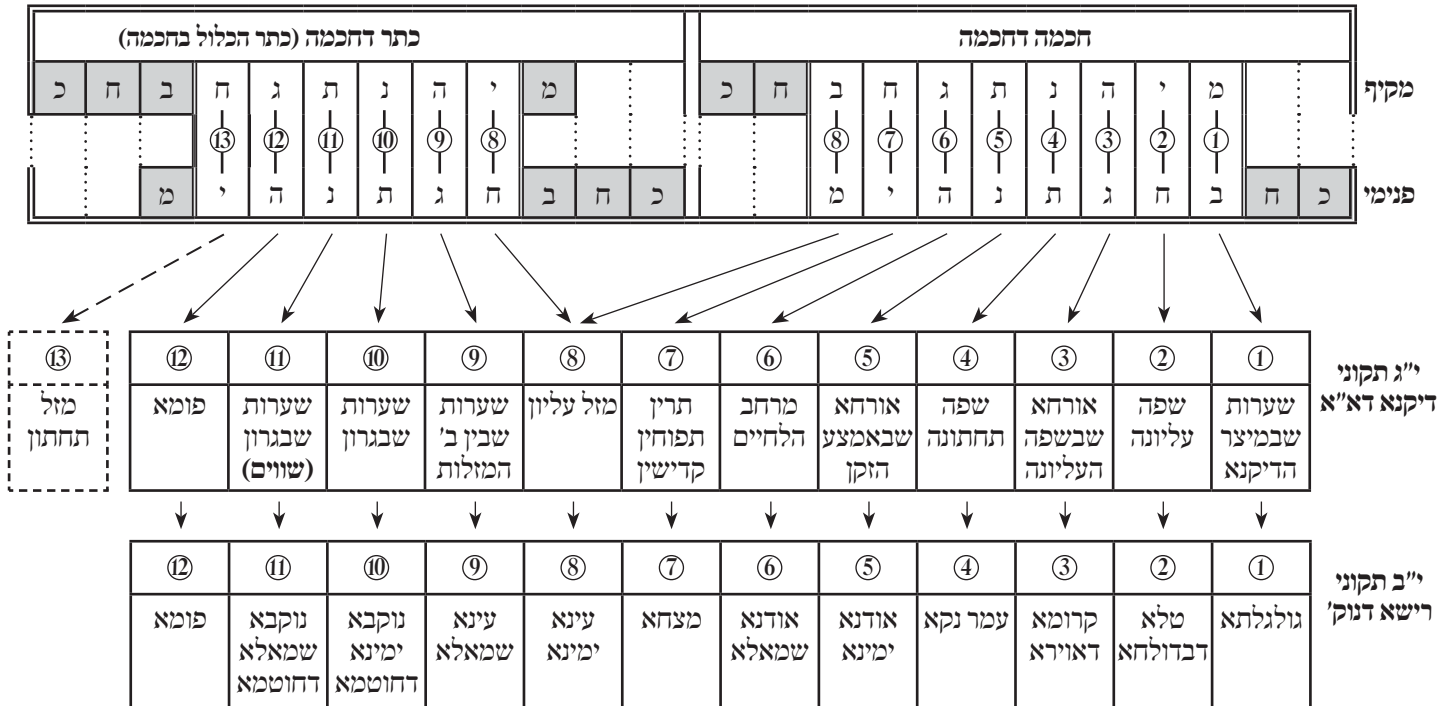 חכמה דחכמה כתר דחכמה (כתר הכלול בחכמה)
מקיף מ י ה נ ת ג ח ב ח כ מ י ה נ ת ג ח ב ח כ
① ② ③ ④ ⑤ ⑥ ⑦ ⑧ ⑧ ⑨ ⑩ ⑪ ⑫ ⑬
פנימי כ ח ב ח ג ת נ ה י מ כ ח ב ח ג ת נ ה י מ
י"ג תקוני
דיקנא דא"א
①
שערות
שבמיצר
הדיקנא
②
שפה
עליונה
③
אורחא
שבשפה
העליונה
④
שפה
תחתונה
⑤
אורחא
שבאמצע
הזקן
⑥
מרחב
הלחיים
⑦
תרין
תפוחין
קדישין
⑧
מזל עליון
⑨
שערות
שבין ב'
המזלות
⑩
שערות
שבגרון
⑪
שערות
שבגרון
(שווים)
⑫
פומא
⑬
מזל
תחתון
י"ב תקוני
רישא דנוק'
①
גולגלתא
②
טלא
דבדולחא
③
קרומא
דאוירא
④
עמר נקא
⑤
אודנא
ימינא
⑥
אודנא
שמאלא
⑦
מצחא
⑧
עינא
ימינא
⑨
עינא
שמאלא
⑩
נוקבא
ימינא
דחוטמא
⑪
נוקבא
שמאלא
דחוטמא
⑫
פומא